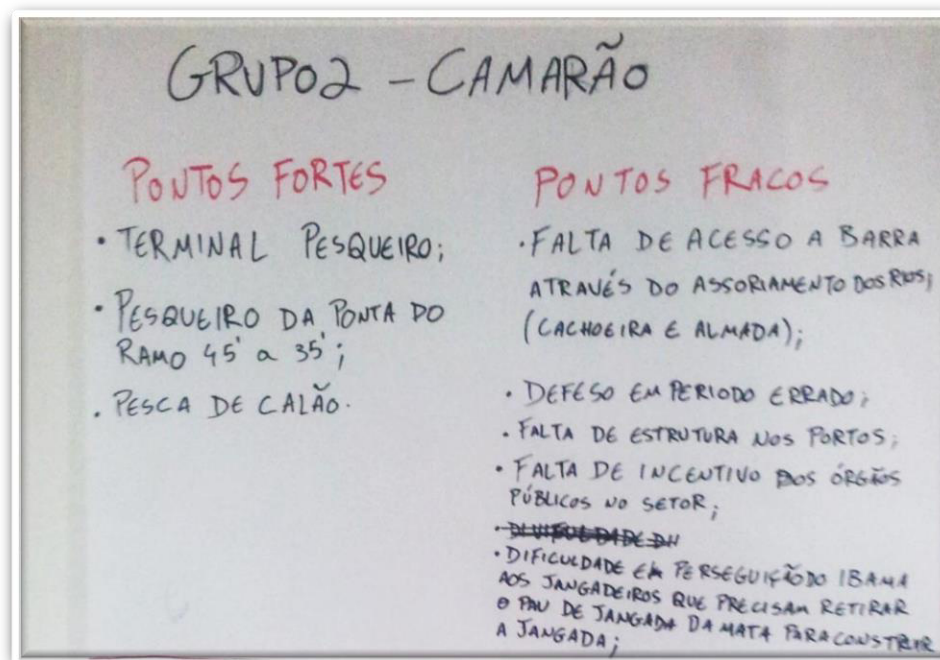 GRUPO 2 - CAMARÃO
PONTOS FORTES
• TERMINAL PESQUEIRO;
• PESQUEIRO DA PONTA DO
RAMO 45' a 35';
• PESCA DE CALÃO.
PONTOS FRACOS
• FALTA DE ACESSO A BARRA
ATRAVÉS DO ASSORIAMENTO DOS RIOS;
(CACHOEIRA E ALMADA);
• DEFESO EM PERIODO ERRADO;
• FALTA DE ESTRUTURA NOS PORTOS;
• FALTA DE INCENTIVO DOS ÓRGÃOS
PÚBLICOS NO SETOR;
• DIFICULDADE EM PERSEGUIÇÃO DO IBAMA
AOS JANGADEIROS QUE PRECISAM RETIRAR
O PAU DE JANGADA DA MATA PARA CONSTRUIR
A JANGADA;